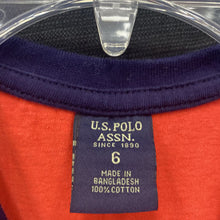 U.S. POLO
ASSN.
SINCE 1890
6
MADE IN
BANGLADESH
100% COTTON